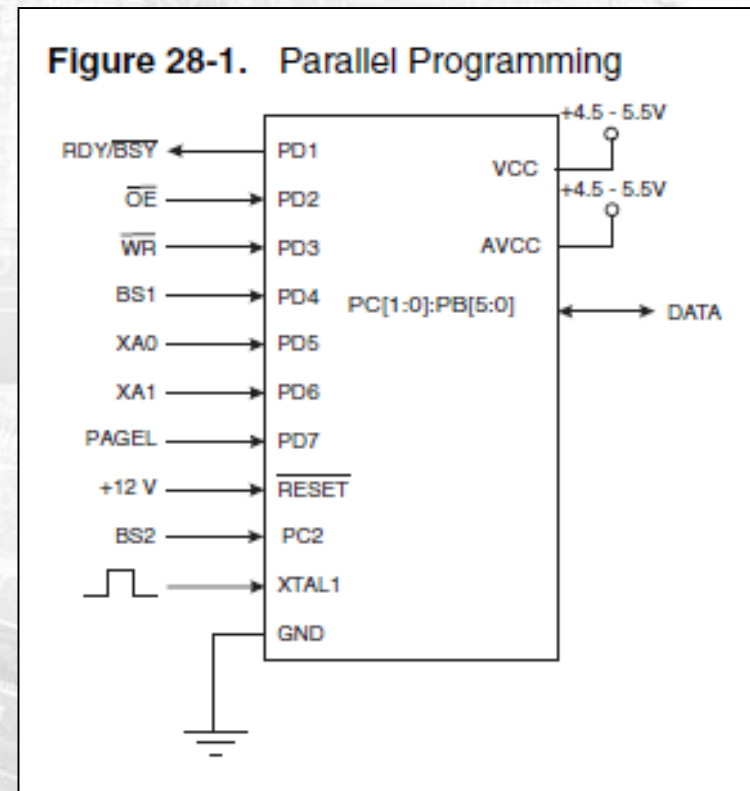 Figure 28-1. Parallel Programming
+4.5 - 5.5V
RDY/BSY PD1
VCC
OE PD2
+4.5 - 5.5V
WR PD3 AVCC
BS1 PD4 PC[1:0]:PB[5:0] DATA
XA0 PD5
XA1 PD6
PAGEL PD7
+12 V RESET
BS2 PC2
XTAL1
GND